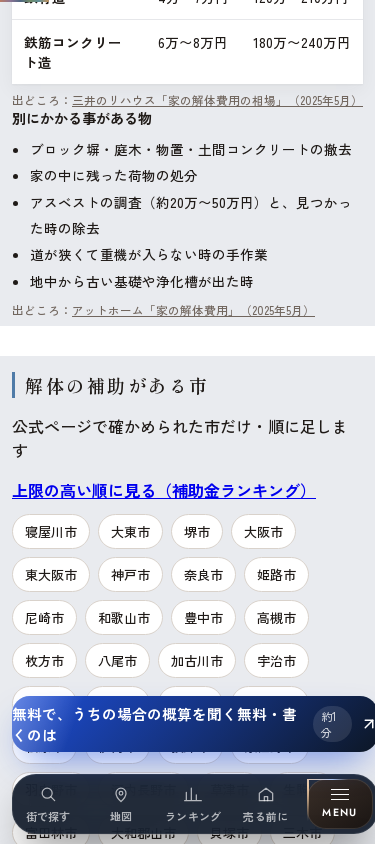 鉄筋コンクリー
ト造
6万〜8万円
180万〜240万円
出どころ：三井のリハウス「家の解体費用の相場」（2025年5月）
別にかかる事がある物
ブロック塀・庭木・物置・土間コンクリートの撤去
家の中に残った荷物の処分
アスベストの調査（約20万〜50万円）と、見つかっ
た時の除去
道が狭くて重機が入らない時の手作業
地中から古い基礎や浄化槽が出た時
出どころ：アットホーム「家の解体費用」（2025年5月）
解体の補助がある市
公式ページで確かめられた市だけ・順に足しま
す
上限の高い順に見る（補助金ランキング）
寝屋川市 大東市 堺市 大阪市
東大阪市 神戸市 奈良市 姫路市
尼崎市 和歌山市 豊中市 高槻市
枚方市 八尾市 加古川市 宇治市
無料で、うちの場合の概算を聞く無料・書
くのは
約1
分
街で探す 地図 ランキング 売る前に MENU
富田林市 大和郡山市 貝塚市 三木市